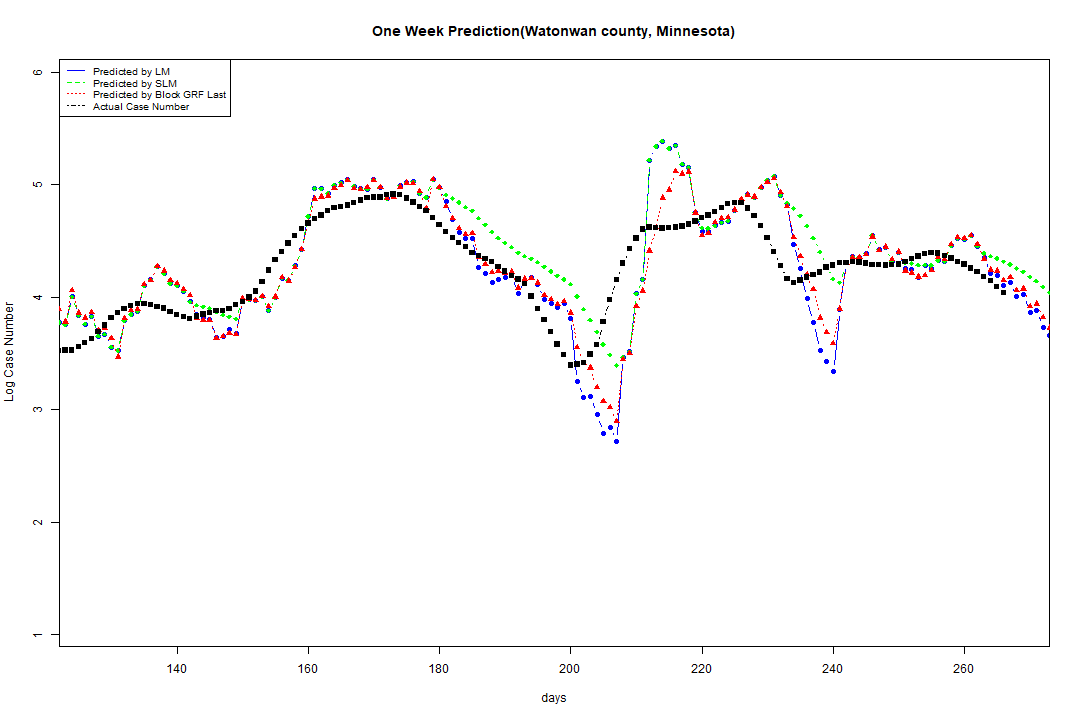 One Week Prediction(Watonwan county, Minnesota)
6
Predicted by LM
Predicted by SLM
Predicted by Block GRF Last
Actual Case Number
5
4
3
2
1
Log Case Number
140 160 180 200 220 240 260
days